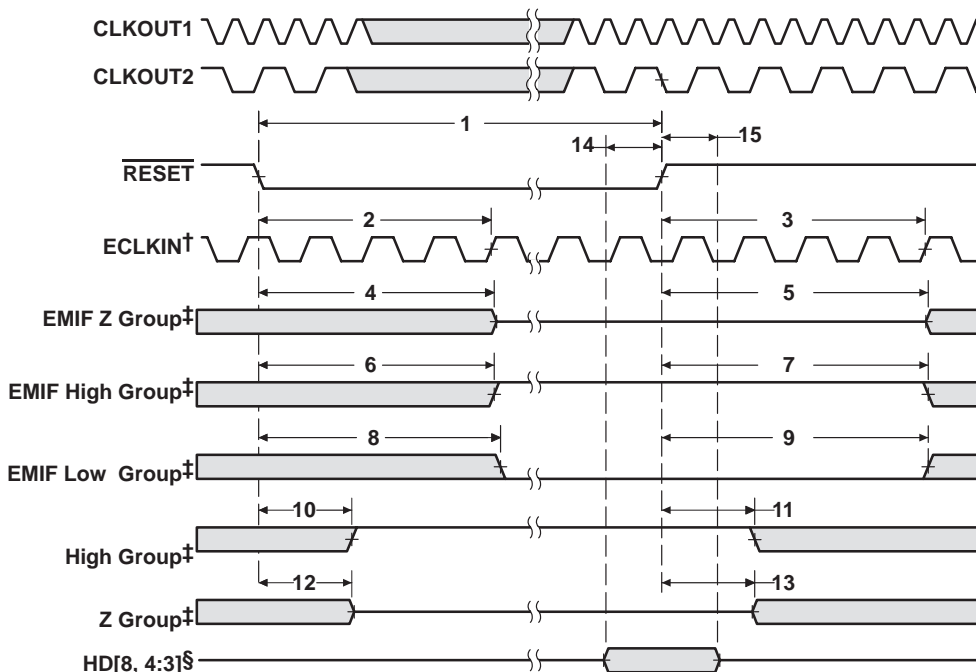 CLKOUT1
CLKOUT2
1
14
15
RESET
2
3
ECLKIN†
4
5
EMIF Z Group‡
6
7
EMIF High Group‡
8
9
EMIF Low Group‡
10
11
High Group‡
12
13
Z Group‡
HD[8, 4:3]§